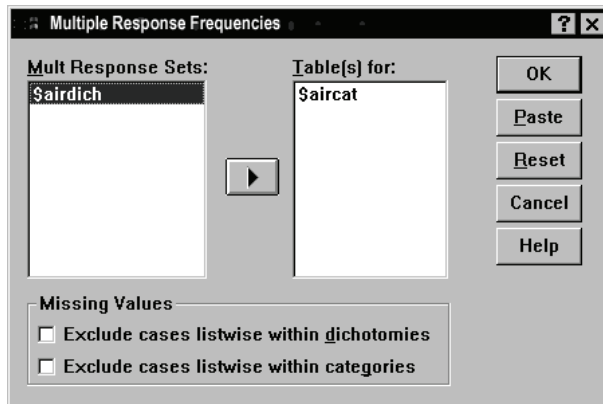 Multiple Response Frequencies
Mult Response Sets:
$airdich
Table(s) for:
$aircat
OK
Paste
Reset
Cancel
Help
Missing Values
Exclude cases listwise within dichotomies
Exclude cases listwise within categories